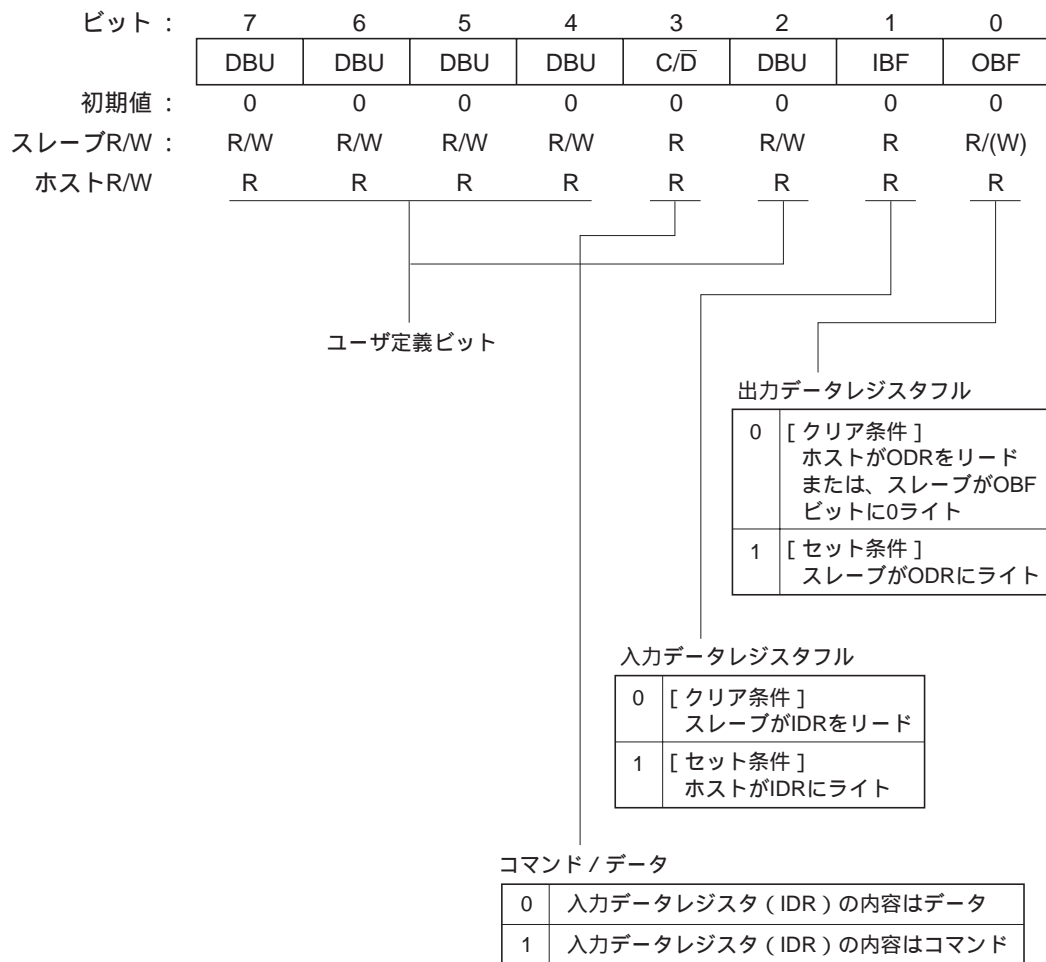 ビット : 7 6 5 4 3 2 1 0
DBU DBU DBU DBU C/D̅ DBU IBF OBF
初期値 : 0 0 0 0 0 0 0 0
スレーブR/W : R/W R/W R/W R/W R R/W R R/(W)
ホストR/W R R R R R R R R
ユーザ定義ビット
出力データレジスタフル
0 [ クリア条件 ]
ホストがODRをリード
または、スレーブがOBF
ビットに0ライト
1 [ セット条件 ]
スレーブがODRにライト
入力データレジスタフル
0 [ クリア条件 ]
スレーブがIDRをリード
1 [ セット条件 ]
ホストがIDRにライト
コマンド / データ
0 入力データレジスタ ( IDR ) の内容はデータ
1 入力データレジスタ ( IDR ) の内容はコマンド